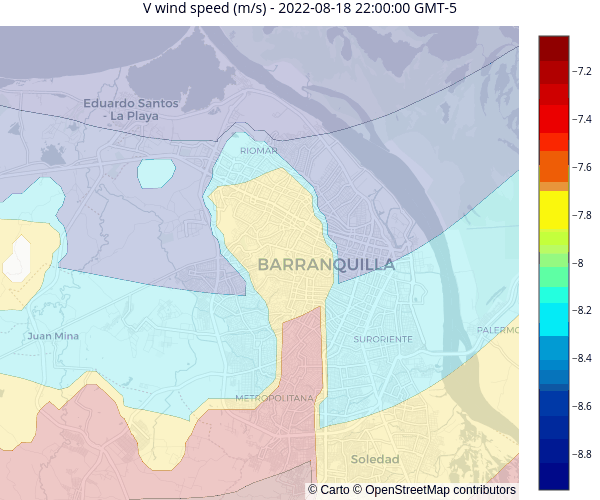 V wind speed (m/s) - 2022-08-18 22:00:00 GMT-5
Eduardo Santos
- La Playa
RIOMAR
BARRANQUILLA
Juan Mina
SURORIENTE
PALERMO
METROPOLITANA
Soledad
© Carto © OpenStreetMap contributors
−7.2
−7.4
−7.6
−7.8
−8
−8.2
−8.4
−8.6
−8.8